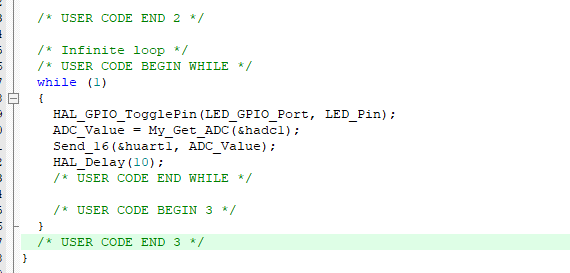 /* USER CODE END 2 */
/* Infinite loop */
/* USER CODE BEGIN WHILE */
while (1)
{
HAL_GPIO_TogglePin(LED_GPIO_Port, LED_Pin);
ADC_Value = My_Get_ADC(&hadc1);
Send_16(&huart1, ADC_Value);
HAL_Delay(10);
/* USER CODE END WHILE */
/* USER CODE BEGIN 3 */
}
/* USER CODE END 3 */
}